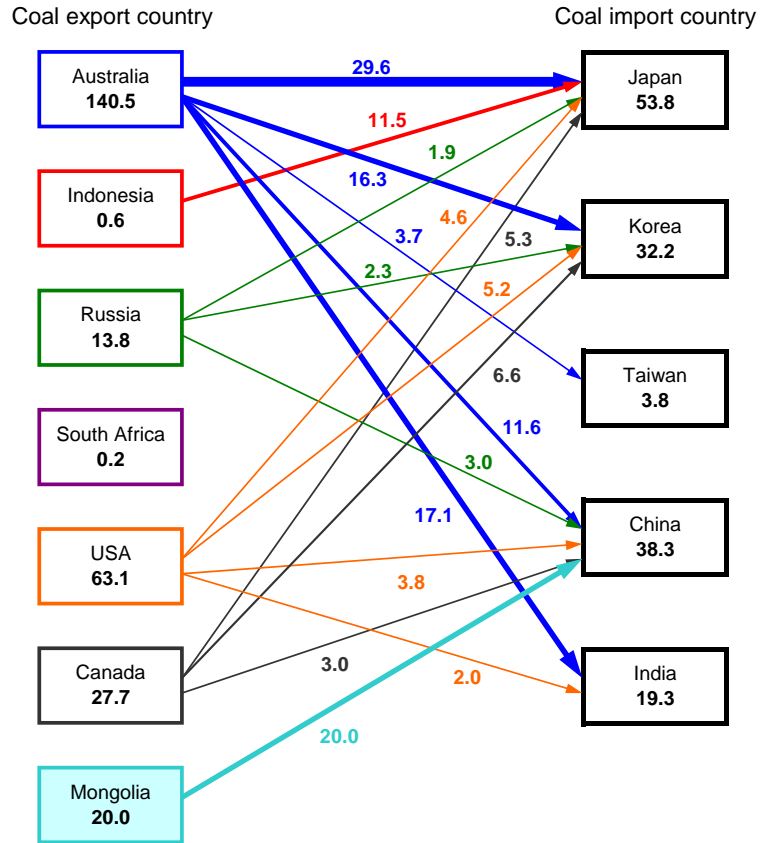 Coal export country
Coal import country
Australia
140.5
29.6
Japan
53.8
11.5
1.9
Indonesia
0.6
16.3
4.6
3.7
5.3
Korea
32.2
2.3
5.2
Russia
13.8
6.6
Taiwan
3.8
South Africa
0.2
11.6
3.0
17.1
USA
63.1
China
38.3
3.8
Canada
27.7
3.0
2.0
India
19.3
20.0
Mongolia
20.0